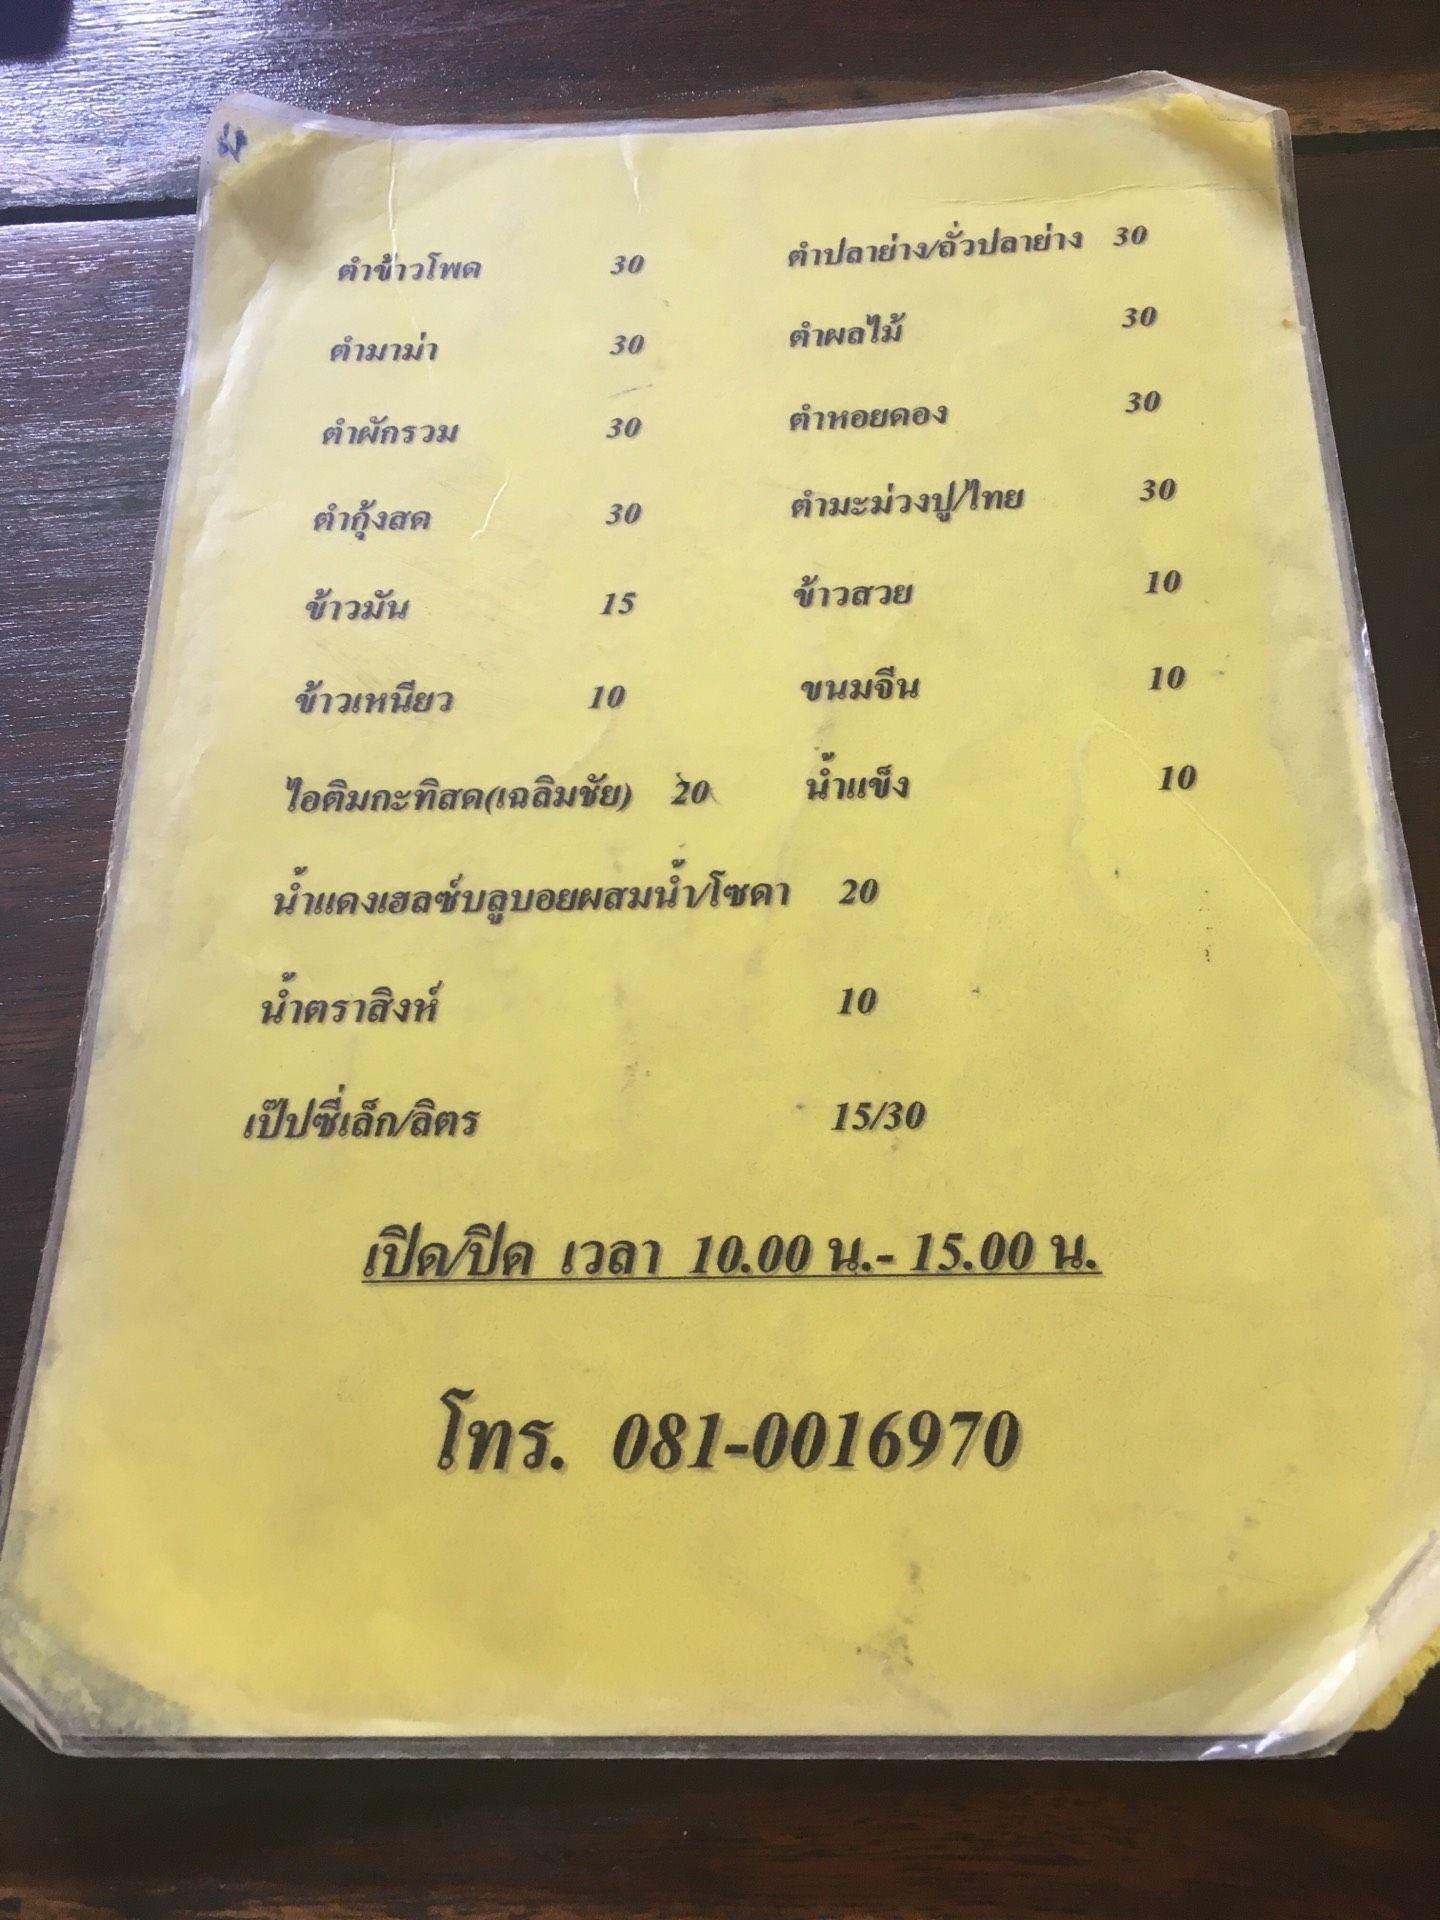 ตำข้าวโพด 30 ตำปลาย่าง/ถั่วปลาย่าง 30
ตำมาม่า 30 ตำผลไม้ 30
ตำผักรวม 30 ตำหอยดอง 30
ตำกุ้งสด 30 ตำมะม่วงปู/ไทย 30
ข้าวมัน 15 ข้าวสวย 10
ข้าวเหนียว 10 ขนมจีน 10
ไอติมกะทิสด(เฉลิมชัย) 20 น้ำแข็ง 10
น้ำแดงเฮลซ์บลูบอยผสมน้ำ/โซดา 20
น้ำตราสิงห์ 10
เป๊ปซี่เล็ก/ลิตร 15/30
เปิด/ปิด เวลา 10.00 น.- 15.00 น.
โทร. 081-0016970